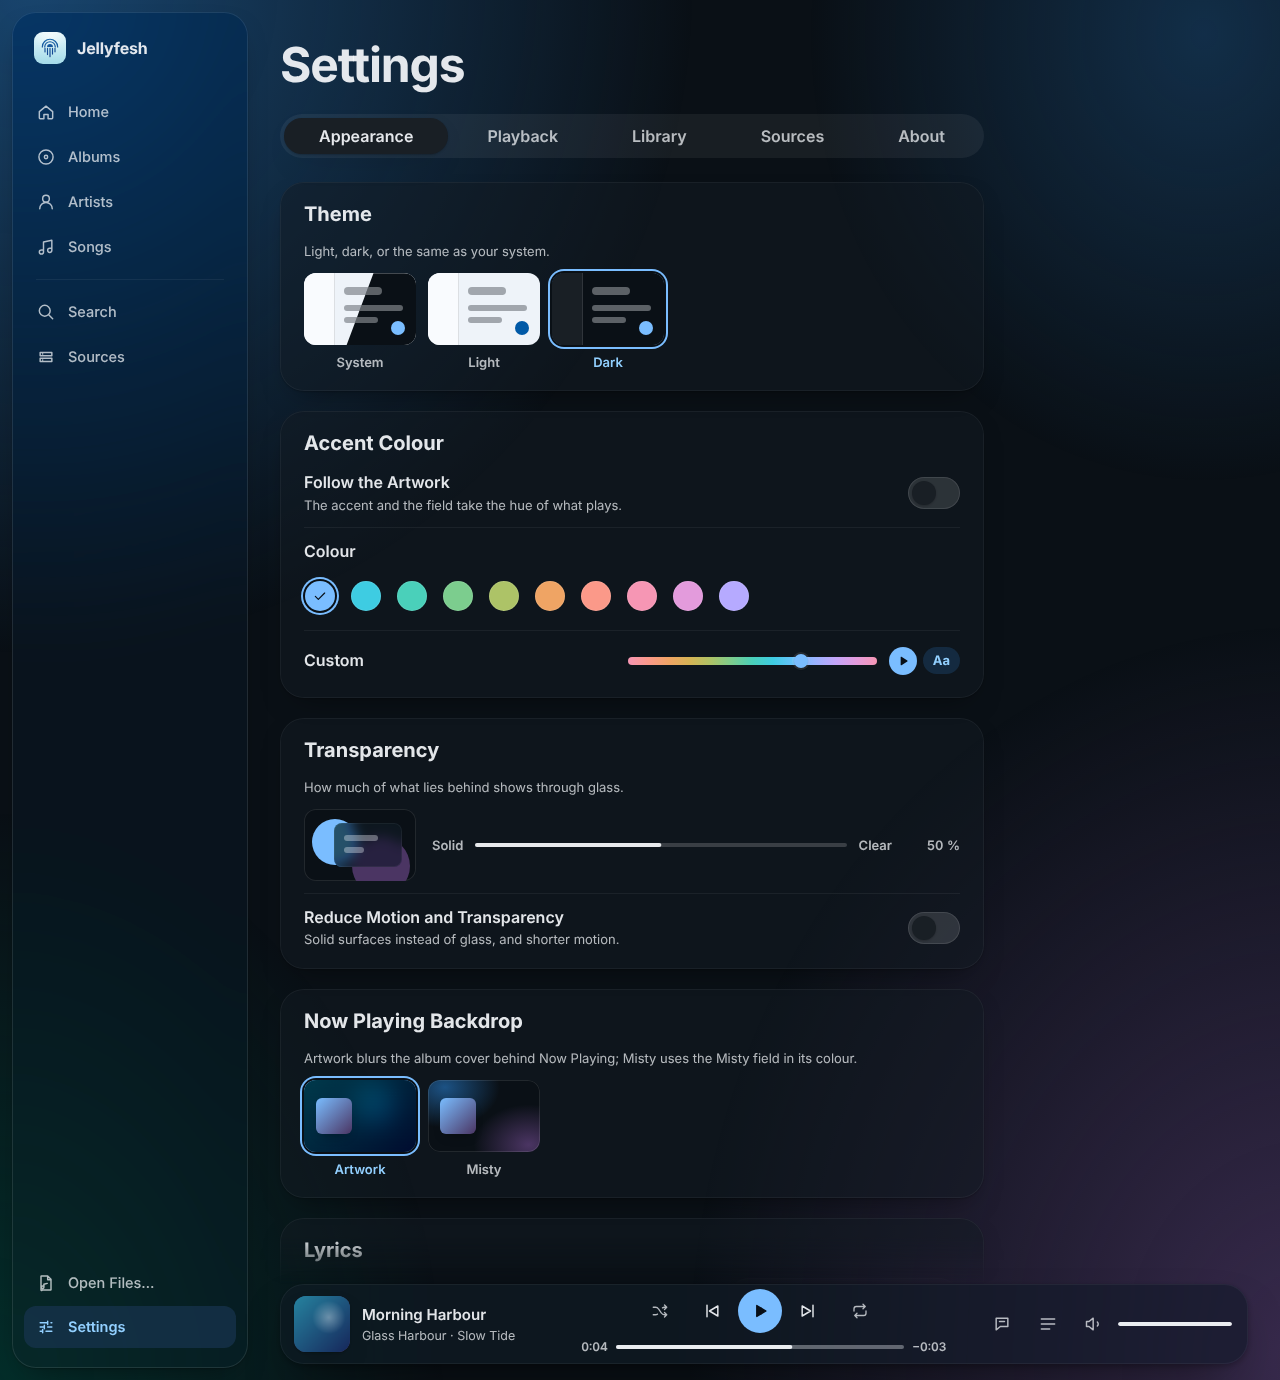 Jellyfesh
Home
Albums
Artists
Songs
Search
Sources
Open Files...
Settings
Settings
Appearance
Playback
Library
Sources
About
Theme
Light, dark, or the same as your system.
System
Light
Dark
Accent Colour
Follow the Artwork
The accent and the field take the hue of what plays.
Colour
Custom
Aa
Transparency
How much of what lies behind shows through glass.
Solid
Clear
50 %
Reduce Motion and Transparency
Solid surfaces instead of glass, and shorter motion.
Now Playing Backdrop
Artwork blurs the album cover behind Now Playing; Misty uses the Misty field in its colour.
Artwork
Misty
Lyrics
Morning Harbour
Glass Harbour · Slow Tide
0:04
−0:03